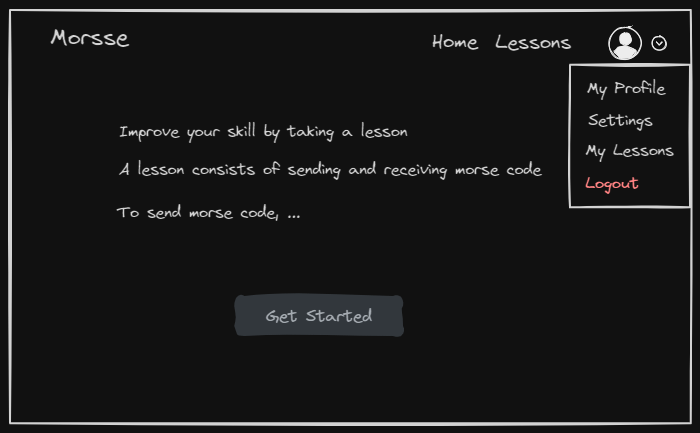 Morsse
Home Lessons
My Profile
Settings
My Lessons
Logout
Improve your skill by taking a lesson
A lesson consists of sending and receiving morse code
To send morse code, ...
Get Started